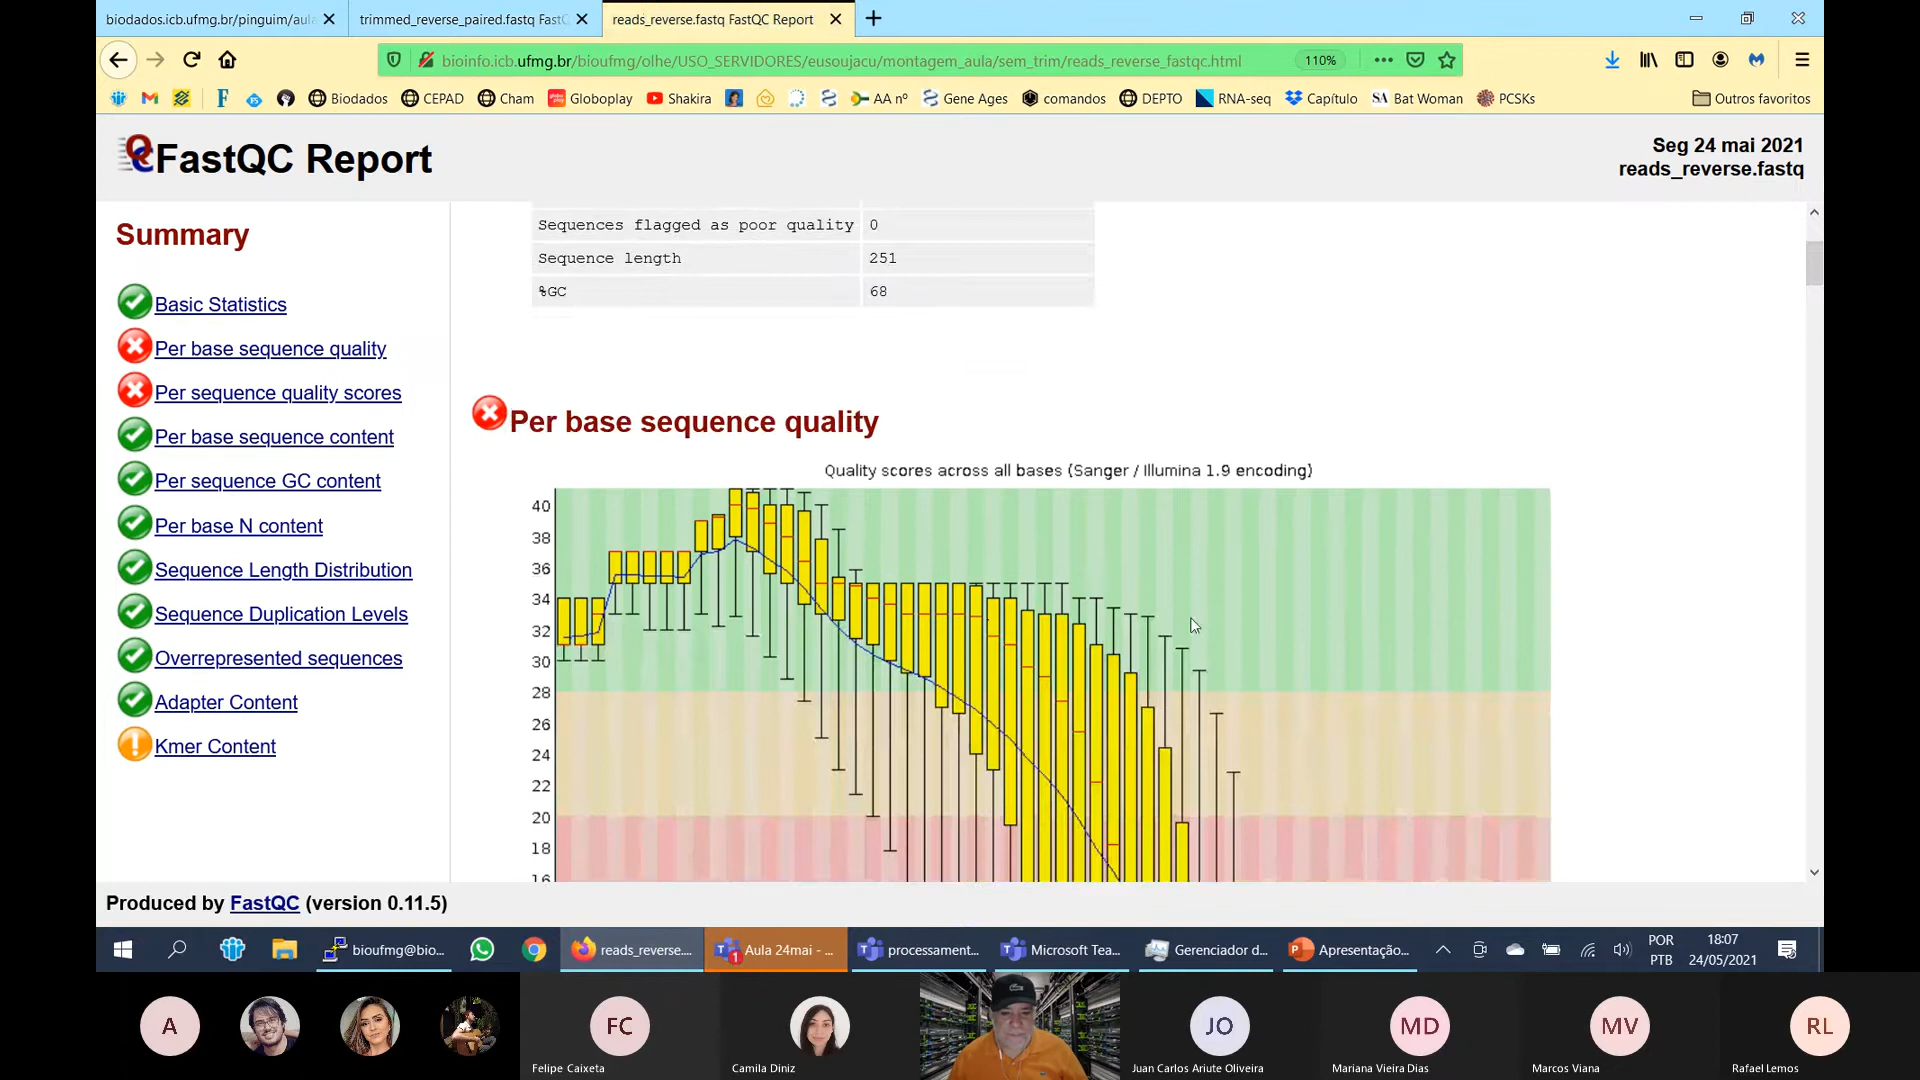 biodados.icb.ufmg.br/pinguim/aul
trimmed_reverse_paired.fastq FastQC
reads_reverse.fastq FastQC Report
bioinfo.icb.ufmg.br/bioufmg/olhe/USO_SERVIDORES/eusoujacu/montagem_aula/sem_trim/reads_reverse_fastqc.html
110%
Biodados
CEPAD
Cham
Globoplay
Shakira
AA nº
Gene Ages
comandos
DEPTO
RNA-seq
Capítulo
SA Bat Woman
PCSKs
Outros favoritos
FastQC Report
Seg 24 mai 2021
reads_reverse.fastq
Summary
Basic Statistics
Per base sequence quality
Per sequence quality scores
Per base sequence content
Per sequence GC content
Per base N content
Sequence Length Distribution
Sequence Duplication Levels
Overrepresented sequences
Adapter Content
Kmer Content
Sequences flagged as poor quality 0
Sequence length 251
%GC 68
Per base sequence quality
Quality scores across all bases (Sanger / Illumina 1.9 encoding)
40
38
36
34
32
30
28
26
24
22
20
18
16
Produced by FastQC (version 0.11.5)
bioufmg@bio...
reads_reverse....
Aula 24mai - ...
1
processament...
Microsoft Tea...
Gerenciador d...
Apresentação...
POR
PTB
18:07
24/05/2021
A
FC
Felipe Caixeta
Camila Diniz
JO
Juan Carlos Ariute Oliveira
MD
Mariana Vieira Dias
MV
Marcos Viana
RL
Rafael Lemos